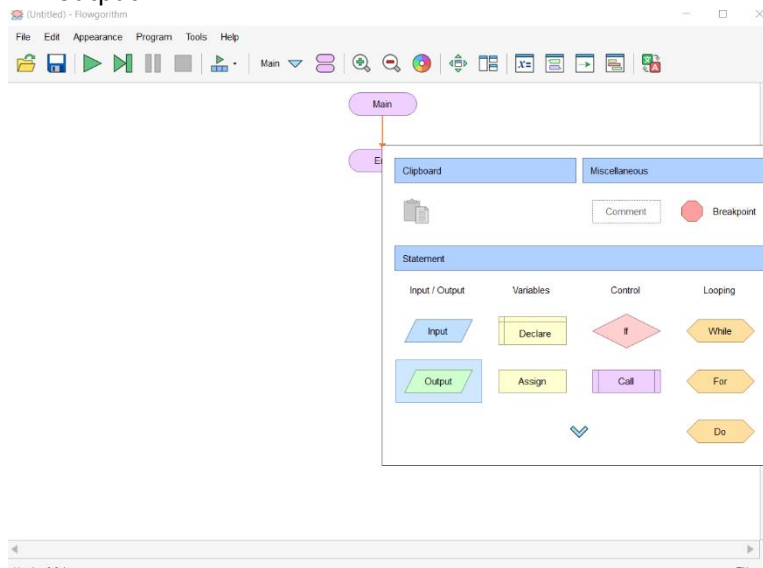 (Untitled) - Flowgorithm
File Edit Appearance Program Tools Help
Main
x=
Main
Clipboard Miscellaneous
Comment Breakpoint
Statement
Input / Output Variables Control Looping
Input Declare If While
Output Assign Call For
Do